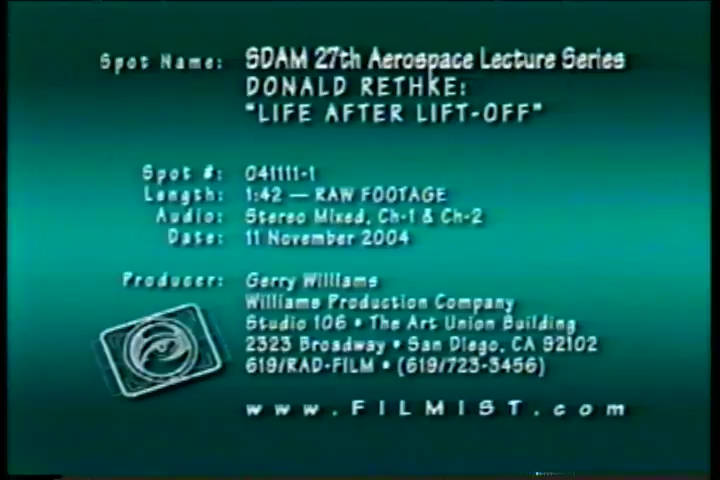 Spot Name: SDAM 27th Aerospace Lecture Series
DONALD RETHKE:
"LIFE AFTER LIFT-OFF"
Spot #: 041111-1
Length: 1:42 — RAW FOOTAGE
Audio: Stereo Mixed, Ch-1 & Ch-2
Date: 11 November 2004
Producer: Gerry Williams
Williams Production Company
Studio 106 • The Art Union Building
2323 Broadway • San Diego, CA 92102
619/RAD-FILM • (619/723-3456)
www.FILMIST.com